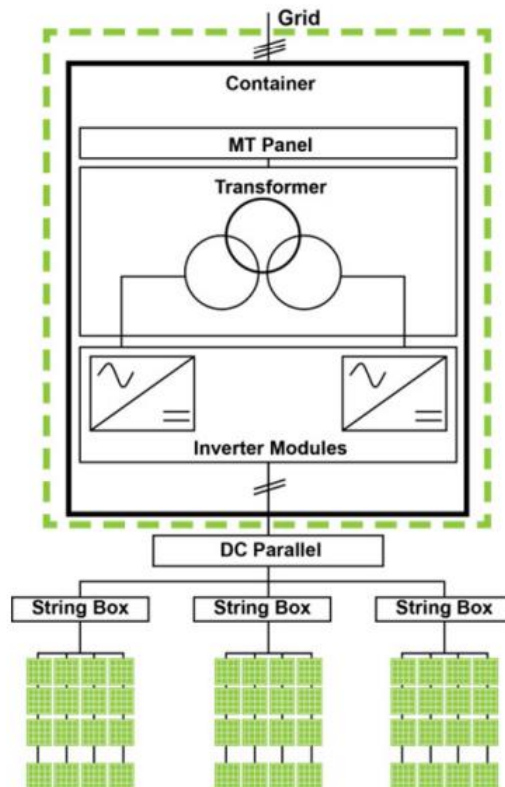 Grid
Container
MT Panel
Transformer
Inverter Modules
DC Parallel
String Box String Box String Box